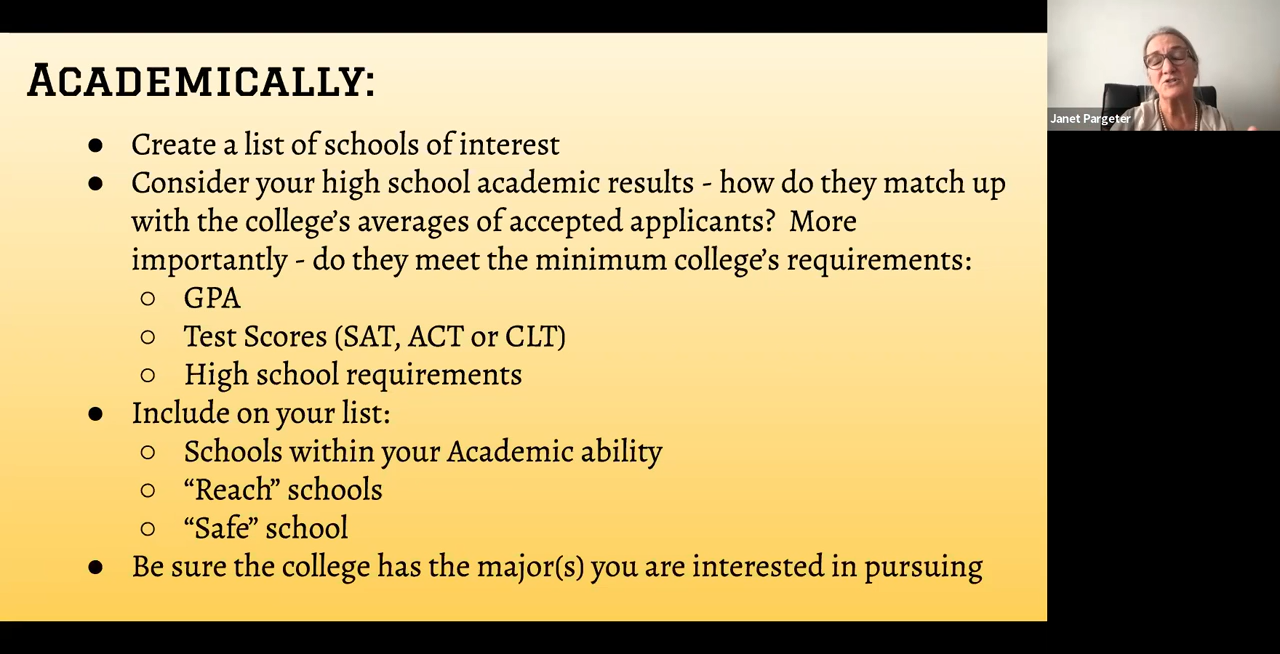 ACADEMICALLY:
● Create a list of schools of interest
● Consider your high school academic results - how do they match up
with the college’s averages of accepted applicants?  More
importantly - do they meet the minimum college’s requirements:
○ GPA
○ Test Scores (SAT, ACT or CLT)
○ High school requirements
● Include on your list:
○ Schools within your Academic ability
○ “Reach” schools
○ “Safe” school
● Be sure the college has the major(s) you are interested in pursuing
Janet Pargeter